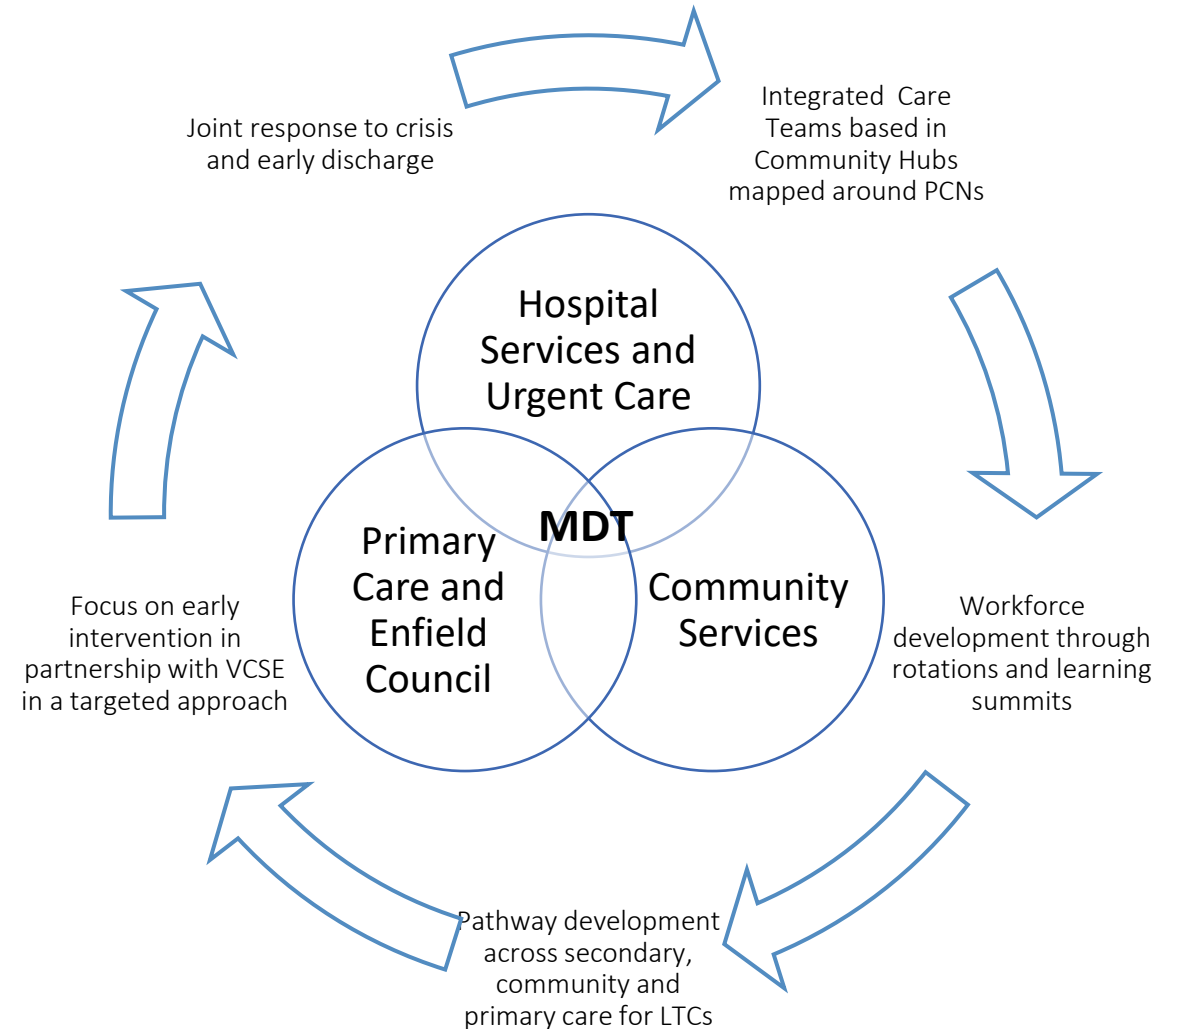 Joint response to crisis
and early discharge
Integrated Care
Teams based in
Community Hubs
mapped around PCNs
Hospital
Services and
Urgent Care
MDT
Primary
Care and
Enfield
Council
Community
Services
Focus on early
intervention in
partnership with VCSE
in a targeted approach
Workforce
development through
rotations and learning
summits
Pathway development
across secondary,
community and
primary care for LTCs